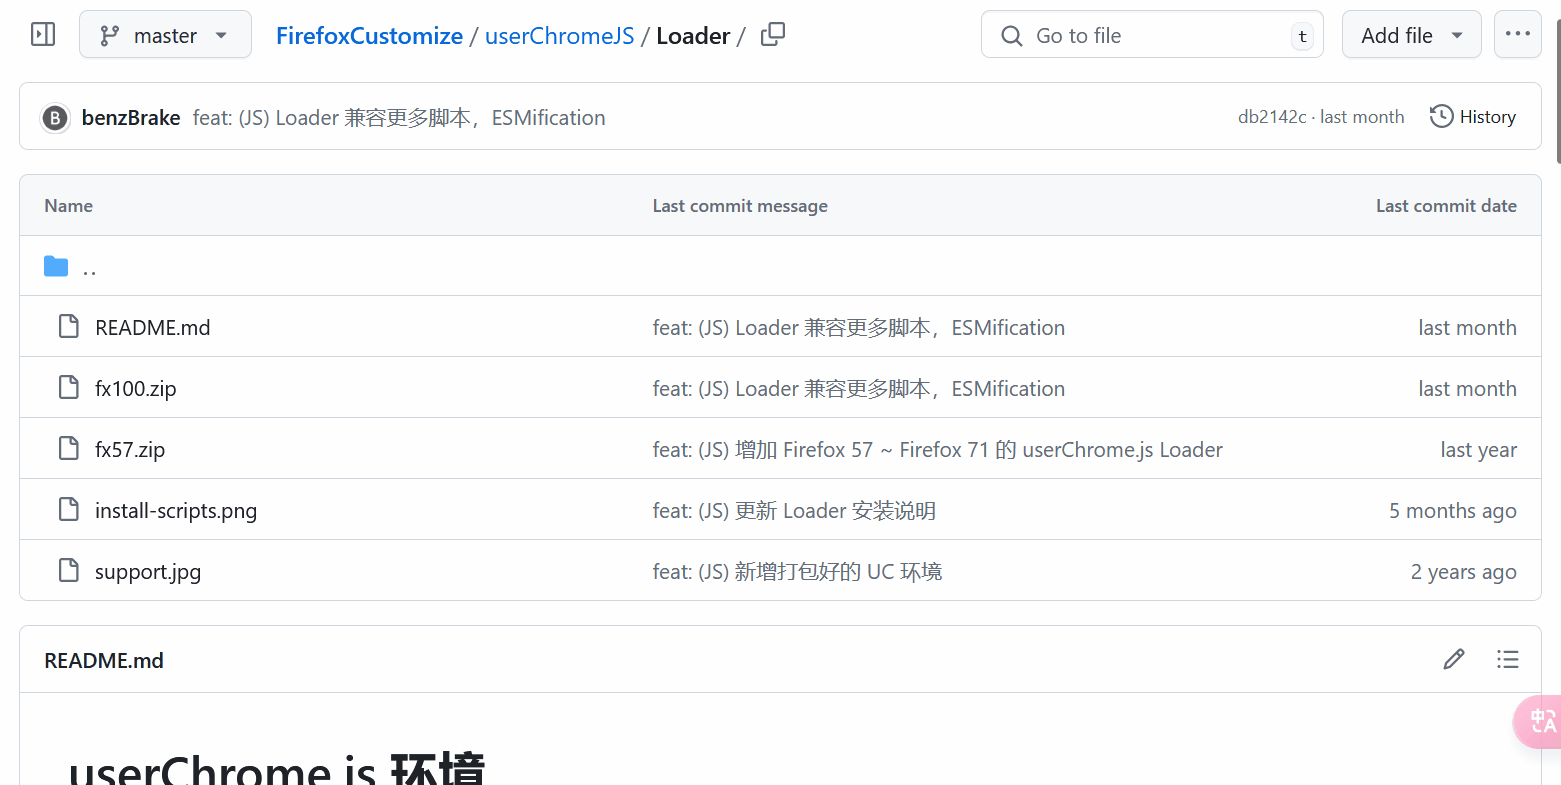 master FirefoxCustomize / userChromeJS / Loader / Go to file t Add file ...
B benzBrake feat: (JS) Loader 兼容更多脚本，ESMification db2142c · last month History
Name Last commit message Last commit date
..
README.md feat: (JS) Loader 兼容更多脚本，ESMification last month
fx100.zip feat: (JS) Loader 兼容更多脚本，ESMification last month
fx57.zip feat: (JS) 增加 Firefox 57 ~ Firefox 71 的 userChrome.js Loader last year
install-scripts.png feat: (JS) 更新 Loader 安装说明 5 months ago
support.jpg feat: (JS) 新增打包好的 UC 环境 2 years ago
README.md
中A
userChrome.js 环境